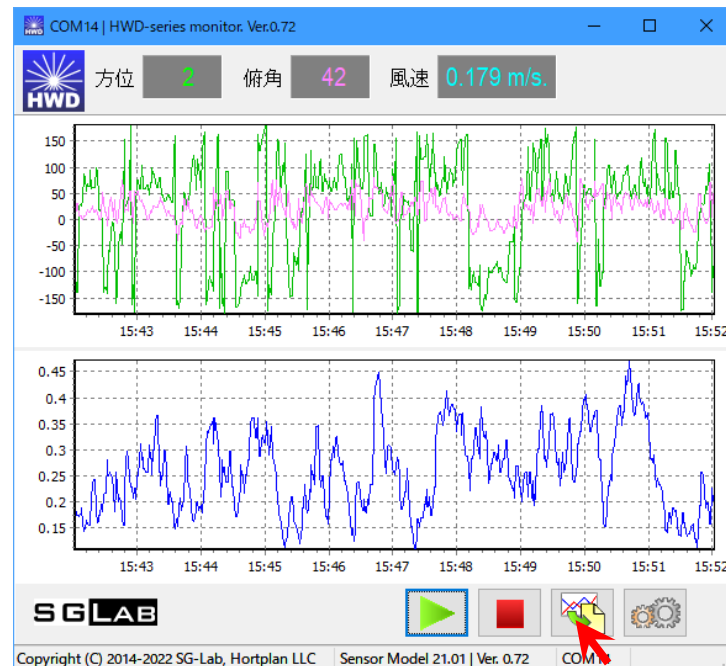 COM14 | HWD-series monitor. Ver.0.72
HWD 方位 2 俯角 42 風速 0.179 m/s.
150
100
50
0
-50
-100
-150
15:43 15:44 15:45 15:46 15:47 15:48 15:49 15:50 15:51 15:52
0.45
0.4
0.35
0.3
0.25
0.2
0.15
15:43 15:44 15:45 15:46 15:47 15:48 15:49 15:50 15:51 15:52
SGLAB
Copyright (C) 2014-2022 SG-Lab, Hortplan LLC Sensor Model 21.01 | Ver. 0.72 COM14